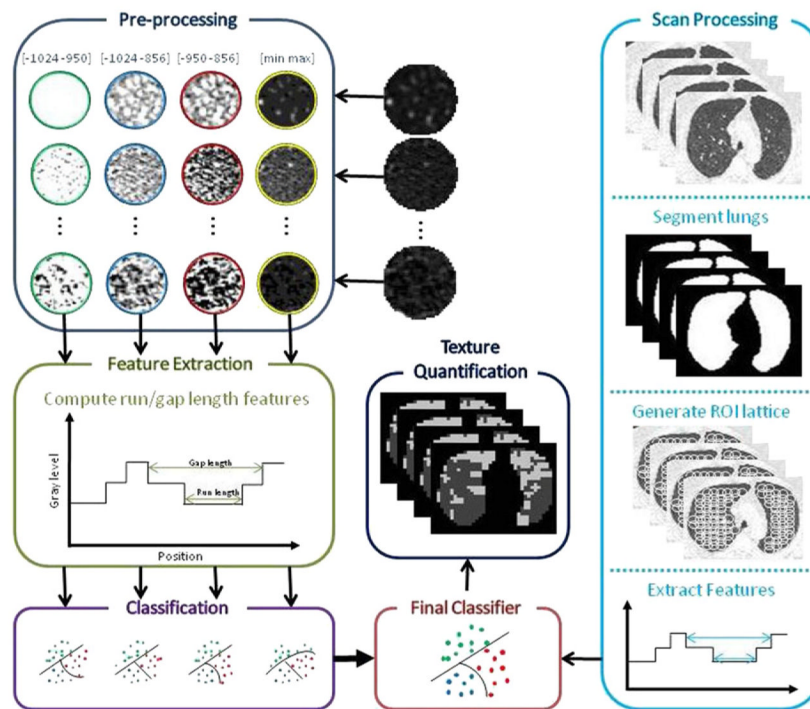 Pre-processing
[-1024 -950] [-1024 -856] [-950 -856] [min max]
Feature Extraction
Compute run/gap length features
Gray level
Gap length
Run length
Position
Classification
Texture
Quantification
Final Classifier
Scan Processing
Segment lungs
Generate ROI lattice
Extract Features